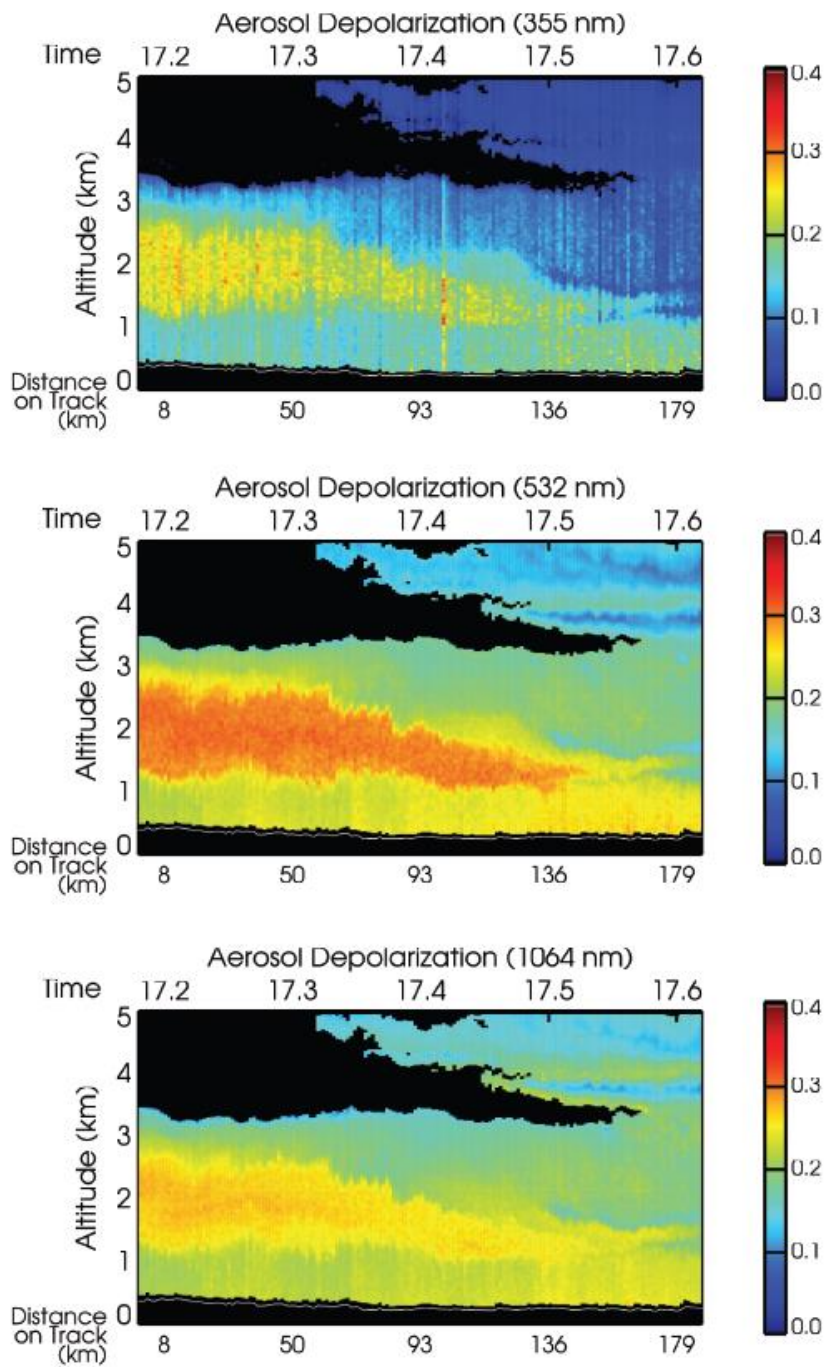 Aerosol Depolarization (355 nm)
Time 17.2 17.3 17.4 17.5 17.6
Altitude (km)
5
4
3
2
1
0
0.4
0.3
0.2
0.1
0.0
Distance
on Track
(km)
8 50 93 136 179
Aerosol Depolarization (532 nm)
Time 17.2 17.3 17.4 17.5 17.6
Altitude (km)
5
4
3
2
1
0
0.4
0.3
0.2
0.1
0.0
Distance
on Track
(km)
8 50 93 136 179
Aerosol Depolarization (1064 nm)
Time 17.2 17.3 17.4 17.5 17.6
Altitude (km)
5
4
3
2
1
0
0.4
0.3
0.2
0.1
0.0
Distance
on Track
(km)
8 50 93 136 179